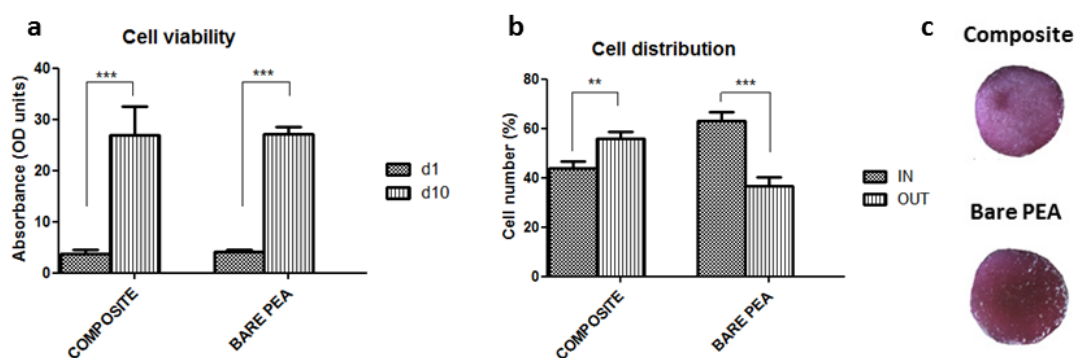 a
Cell viability
Absorbance (OD units)
40
30
20
10
0
***
***
COMPOSITE
BARE PEA
d1
d10
b
Cell distribution
Cell number (%)
80
60
40
20
0
**
***
COMPOSITE
BARE PEA
IN
OUT
c
Composite
Bare PEA